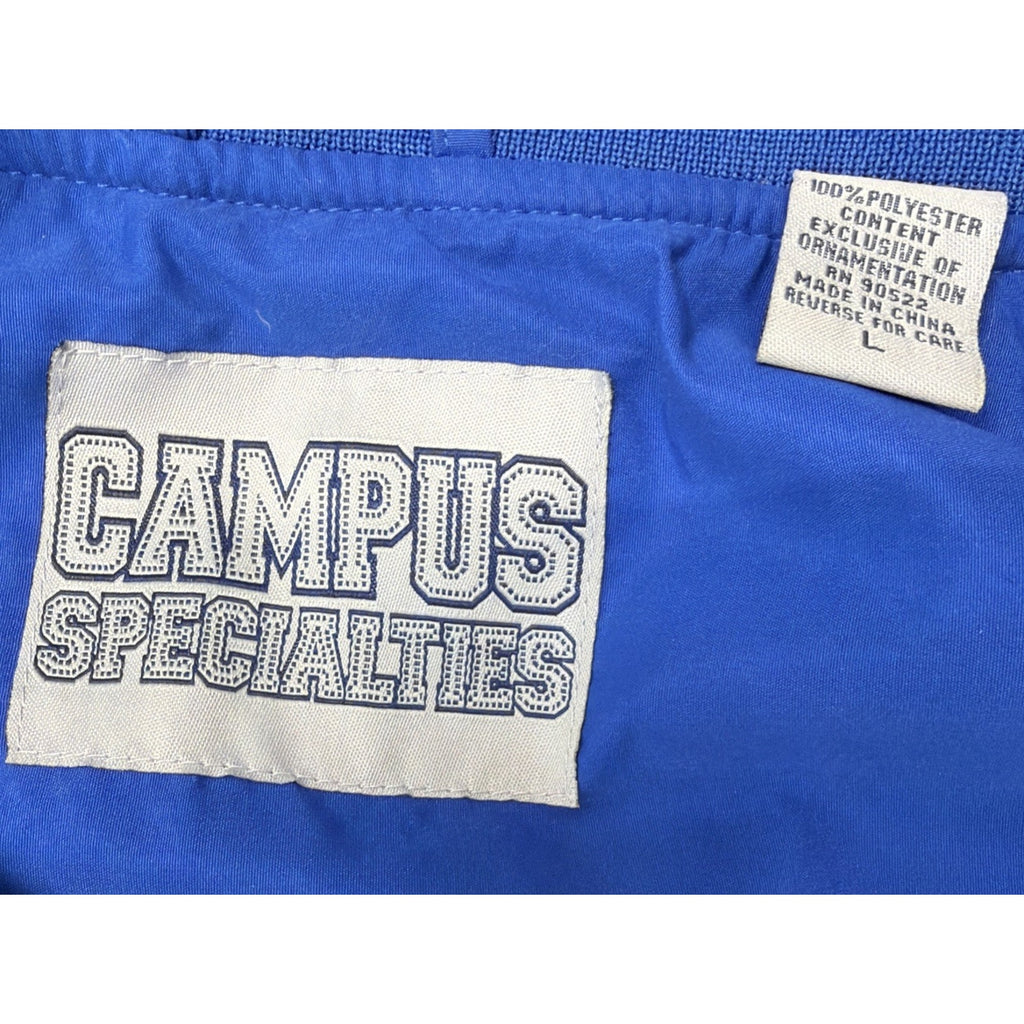 100% POLYESTER
CONTENT
EXCLUSIVE OF
ORNAMENTATION
RN 90522
MADE IN CHINA
REVERSE FOR CARE
L
CAMPUS
SPECIALTIES